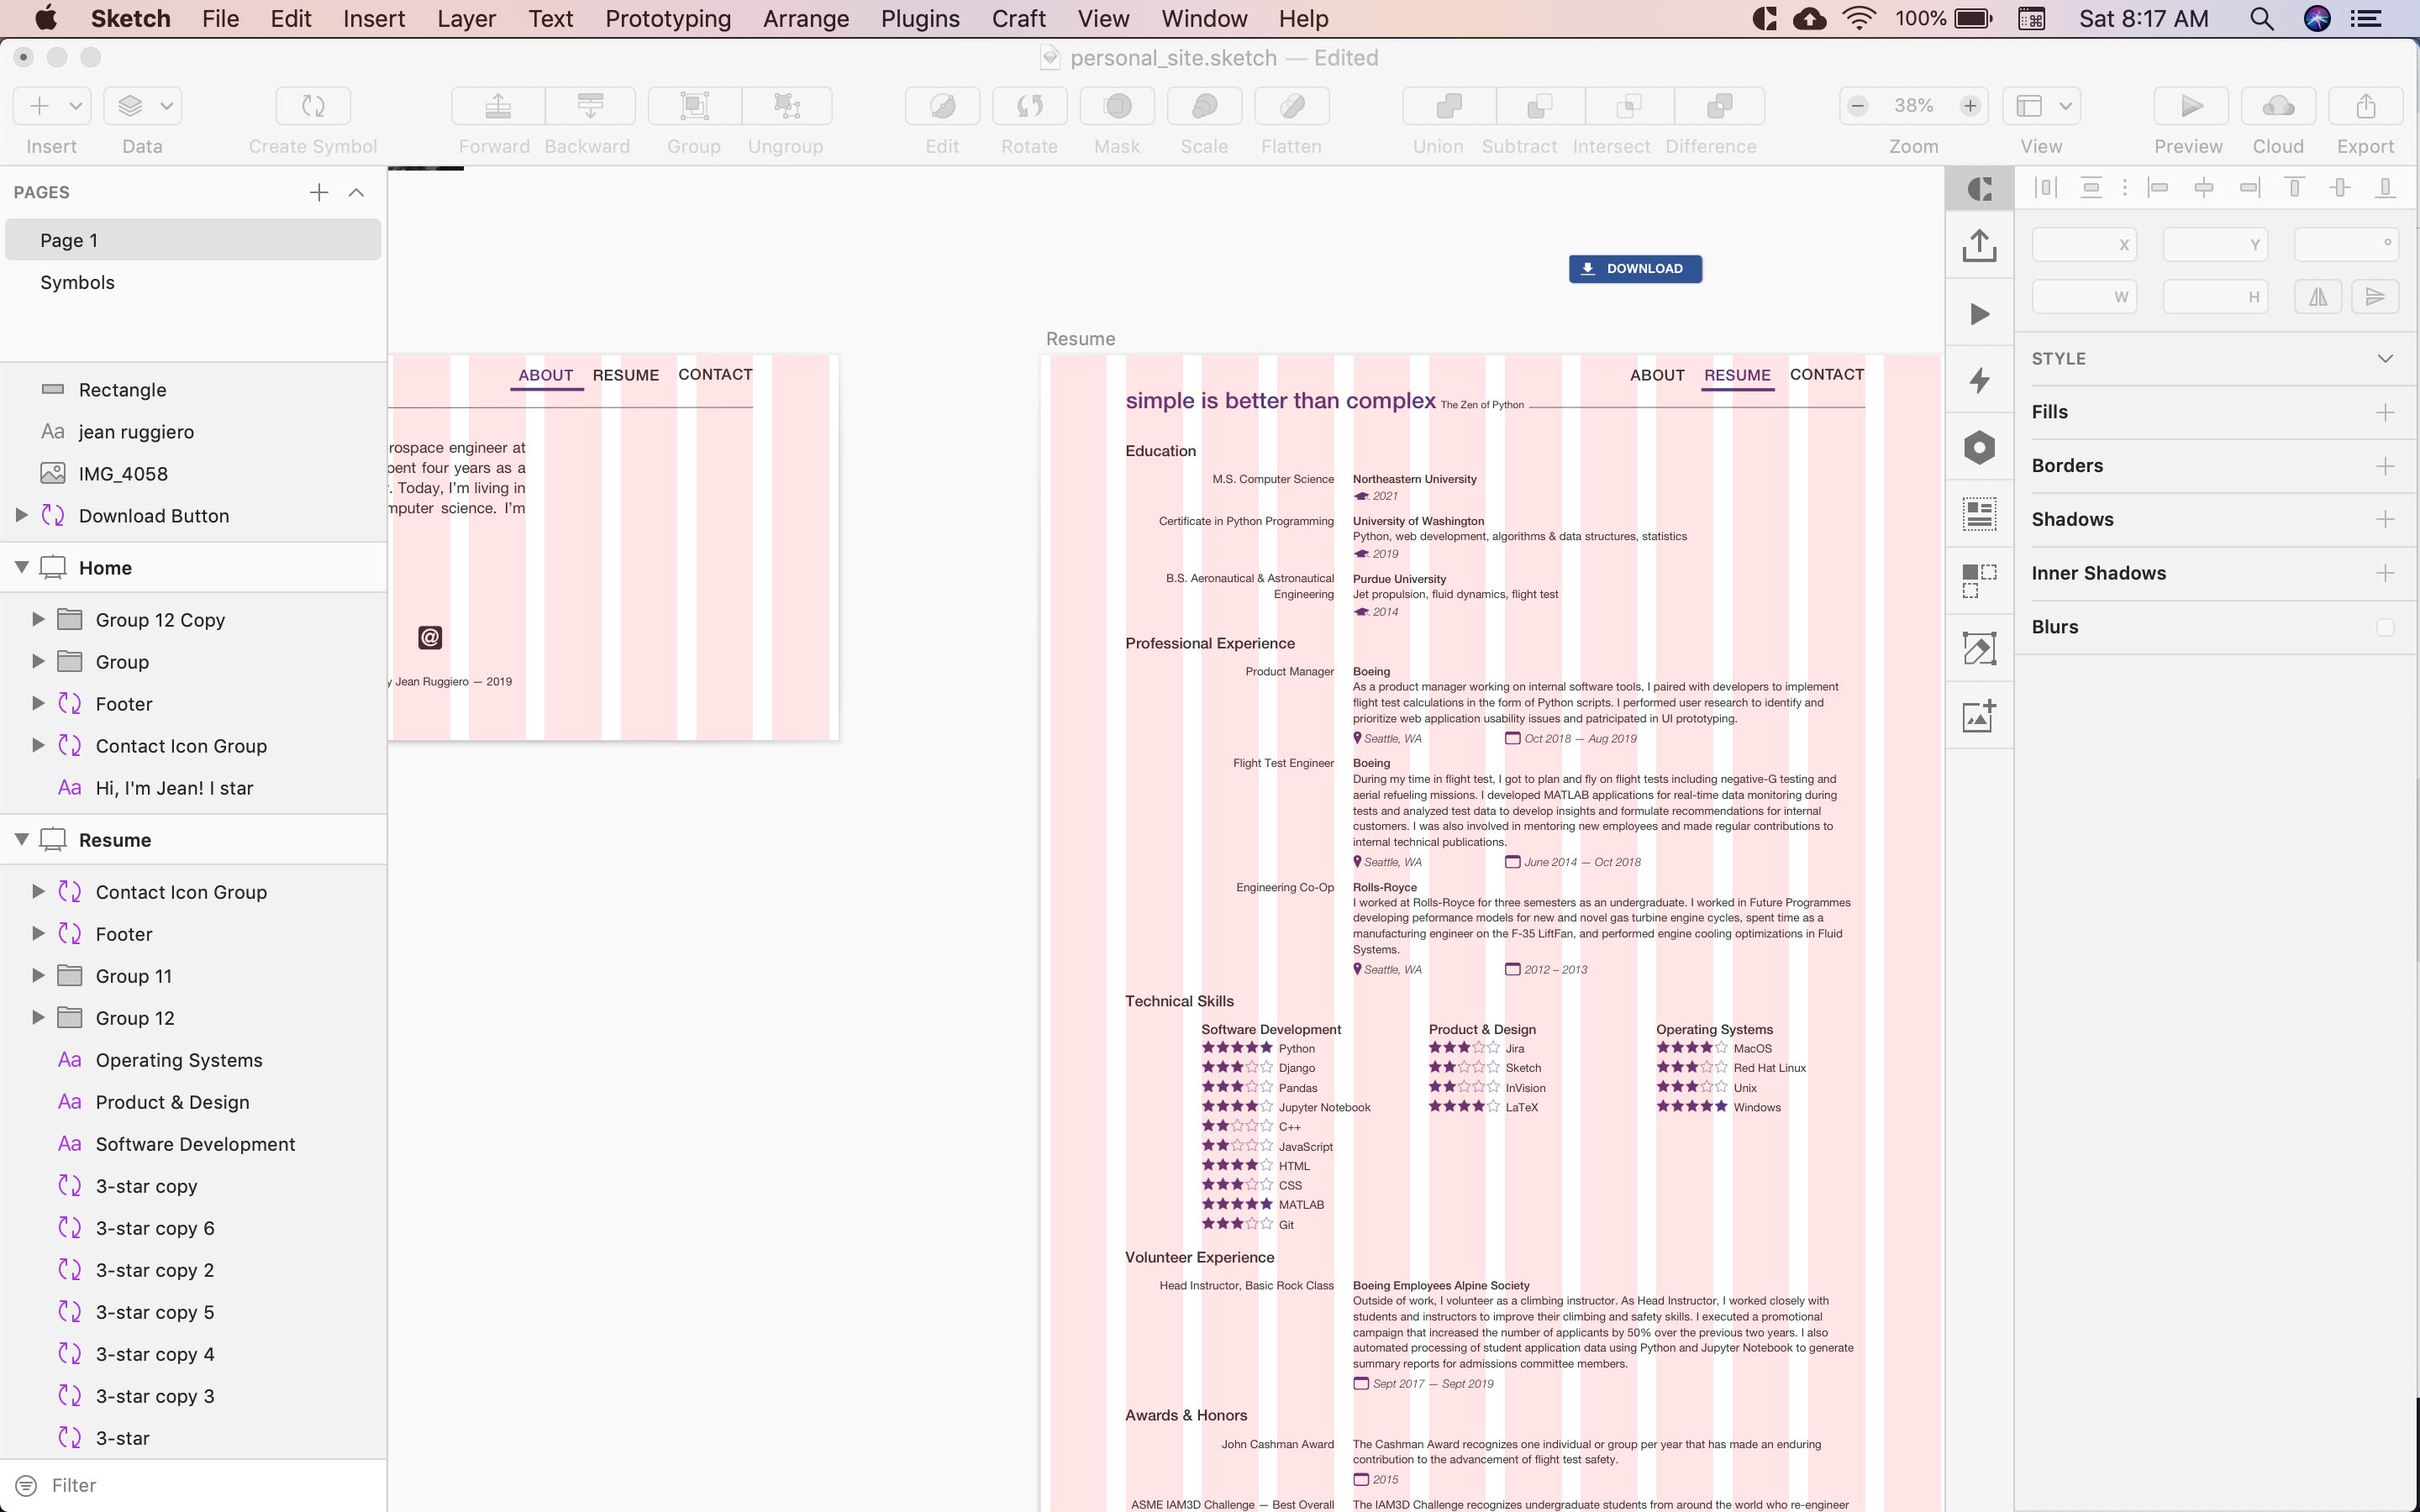 Sketch File Edit Insert Layer Text Prototyping Arrange Plugins Craft View Window Help 100% Sat 8:17 AM
personal_site.sketch — Edited
38%
Insert Data Create Symbol Forward Backward Group Ungroup Edit Rotate Mask Scale Flatten Union Subtract Intersect Difference Zoom View Preview Cloud Export
PAGES
Page 1
Symbols
Rectangle
Aa jean ruggiero
IMG_4058
Download Button
Home
Group 12 Copy
Group
Footer
Contact Icon Group
Aa Hi, I'm Jean! I star
Resume
Contact Icon Group
Footer
Group 11
Group 12
Aa Operating Systems
Aa Product & Design
Aa Software Development
3-star copy
3-star copy 6
3-star copy 2
3-star copy 5
3-star copy 4
3-star copy 3
3-star
Filter
ABOUT RESUME CONTACT
rospace engineer at
pent four years as a
. Today, I’m living in
mputer science. I’m
@
y Jean Ruggiero — 2019
DOWNLOAD
Resume
ABOUT RESUME CONTACT
simple is better than complex The Zen of Python
Education
M.S. Computer Science Northeastern University
2021
Certificate in Python Programming University of Washington
Python, web development, algorithms & data structures, statistics
2019
B.S. Aeronautical & Astronautical Purdue University
Engineering Jet propulsion, fluid dynamics, flight test
2014
Professional Experience
Product Manager Boeing
As a product manager working on internal software tools, I paired with developers to implement
flight test calculations in the form of Python scripts. I performed user research to identify and
prioritize web application usability issues and patricipated in UI prototyping.
Seattle, WA Oct 2018 — Aug 2019
Flight Test Engineer Boeing
During my time in flight test, I got to plan and fly on flight tests including negative-G testing and
aerial refueling missions. I developed MATLAB applications for real-time data monitoring during
tests and analyzed test data to develop insights and formulate recommendations for internal
customers. I was also involved in mentoring new employees and made regular contributions to
internal technical publications.
Seattle, WA June 2014 — Oct 2018
Engineering Co-Op Rolls-Royce
I worked at Rolls-Royce for three semesters as an undergraduate. I worked in Future Programmes
developing peformance models for new and novel gas turbine engine cycles, spent time as a
manufacturing engineer on the F-35 LiftFan, and performed engine cooling optimizations in Fluid
Systems.
Seattle, WA 2012 – 2013
Technical Skills
Software Development Product & Design Operating Systems
Python Jira MacOS
Django Sketch Red Hat Linux
Pandas InVision Unix
Jupyter Notebook LaTeX Windows
C++
JavaScript
HTML
CSS
MATLAB
Git
Volunteer Experience
Head Instructor, Basic Rock Class Boeing Employees Alpine Society
Outside of work, I volunteer as a climbing instructor. As Head Instructor, I worked closely with
students and instructors to improve their climbing and safety skills. I executed a promotional
campaign that increased the number of applicants by 50% over the previous two years. I also
automated processing of student application data using Python and Jupyter Notebook to generate
summary reports for admissions committee members.
Sept 2017 — Sept 2019
Awards & Honors
John Cashman Award The Cashman Award recognizes one individual or group per year that has made an enduring
contribution to the advancement of flight test safety.
2015
ASME IAM3D Challenge — Best Overall The IAM3D Challenge recognizes undergraduate students from around the world who re-engineer
X Y °
W H
STYLE
Fills
Borders
Shadows
Inner Shadows
Blurs